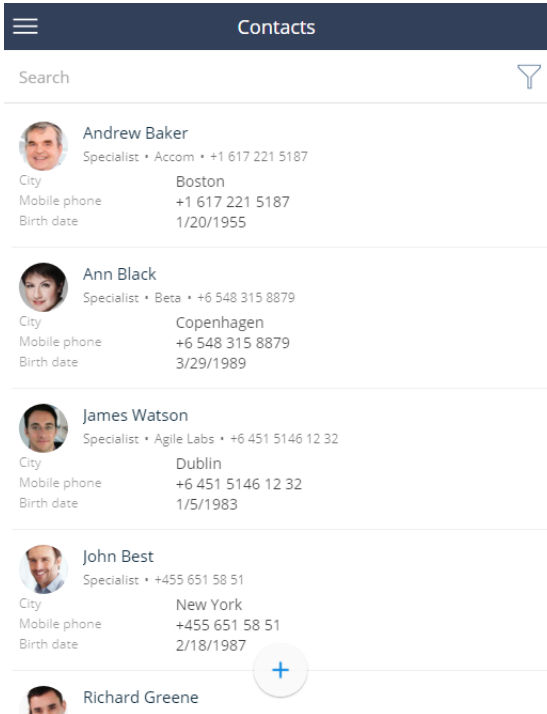 Contacts
Search
Andrew Baker
Specialist • Accom • +1 617 221 5187
City Boston
Mobile phone +1 617 221 5187
Birth date 1/20/1955
Ann Black
Specialist • Beta • +6 548 315 8879
City Copenhagen
Mobile phone +6 548 315 8879
Birth date 3/29/1989
James Watson
Specialist • Agile Labs • +6 451 5146 12 32
City Dublin
Mobile phone +6 451 5146 12 32
Birth date 1/5/1983
John Best
Specialist • +455 651 58 51
City New York
Mobile phone +455 651 58 51
Birth date 2/18/1987
+
Richard Greene